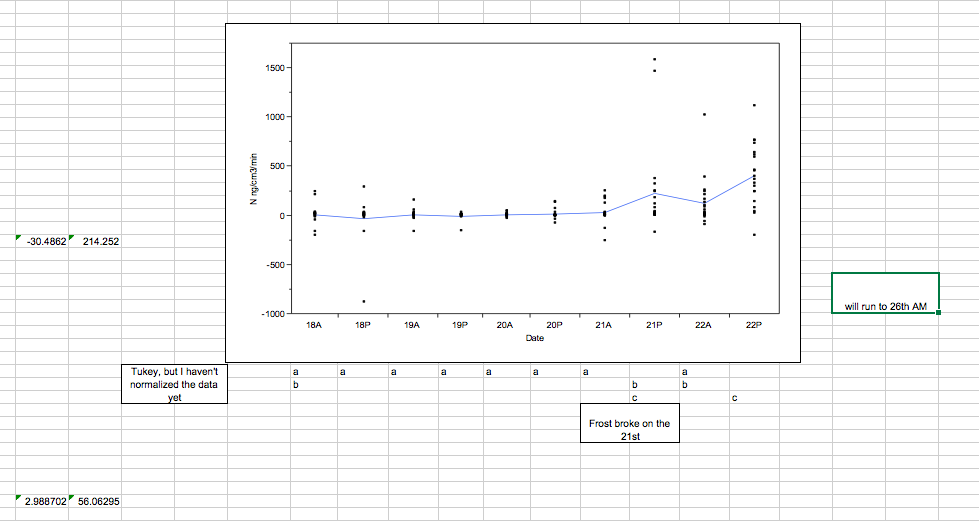 1500
1000
500
0
-500
-1000
N ng/cm3/min
18A 18P 19A 19P 20A 20P 21A 21P 22A 22P
Date
-30.4862 214.252
will run to 26th AM
Tukey, but I haven't
normalized the data
yet
a a a a a a a a
b b b
c c
Frost broke on the
21st
2.988702 56.06295